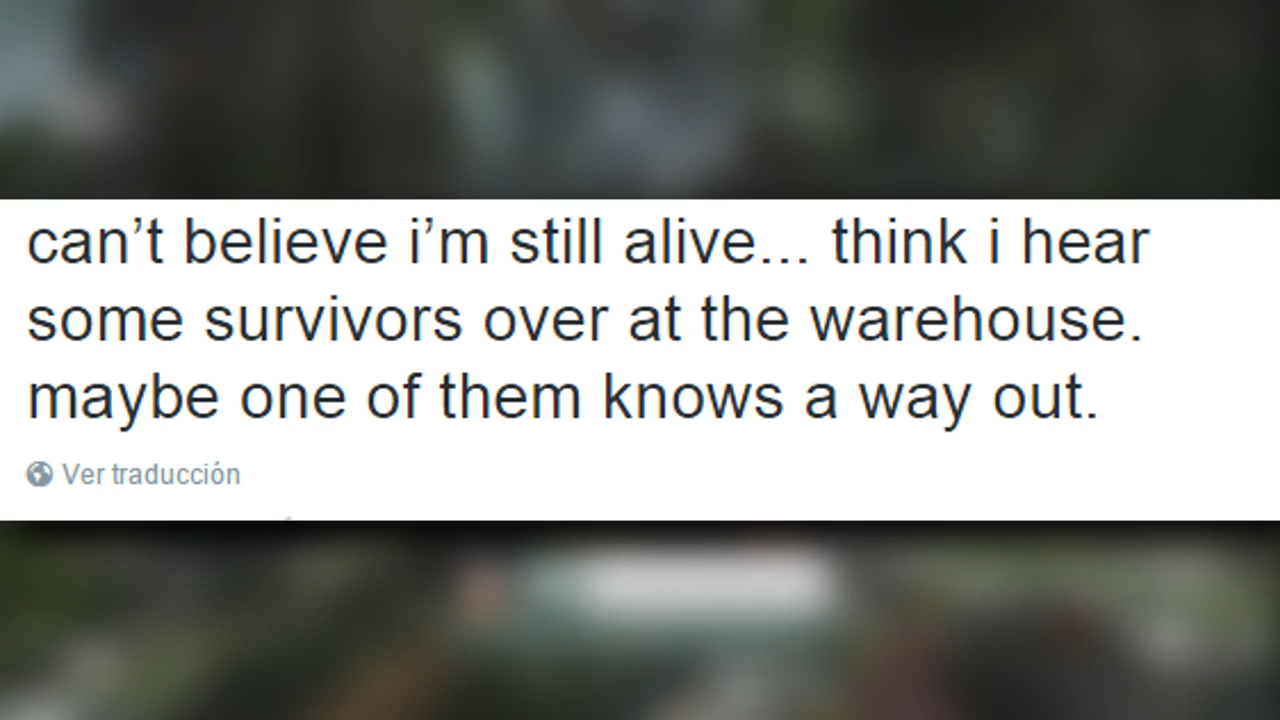 can’t believe i’m still alive... think i hear
some survivors over at the warehouse.
maybe one of them knows a way out.
Ver traducción